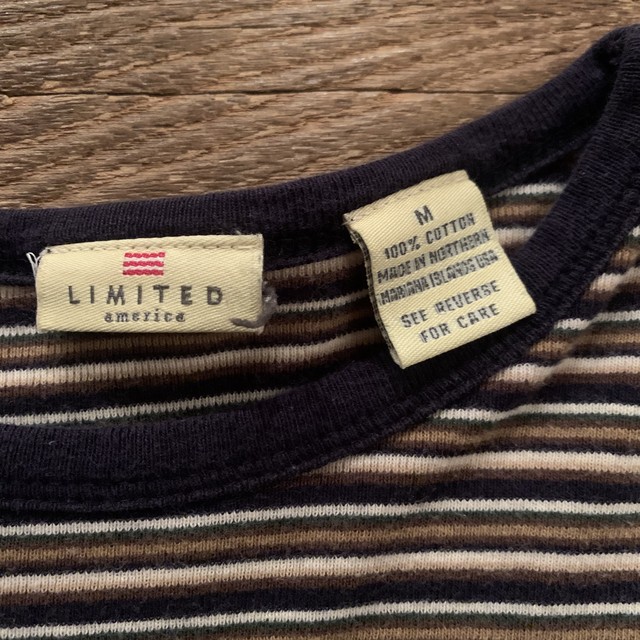 LIMITED
america
M
100% COTTON
MADE IN NORTHERN
MARIANA ISLANDS USA
SEE REVERSE
FOR CARE